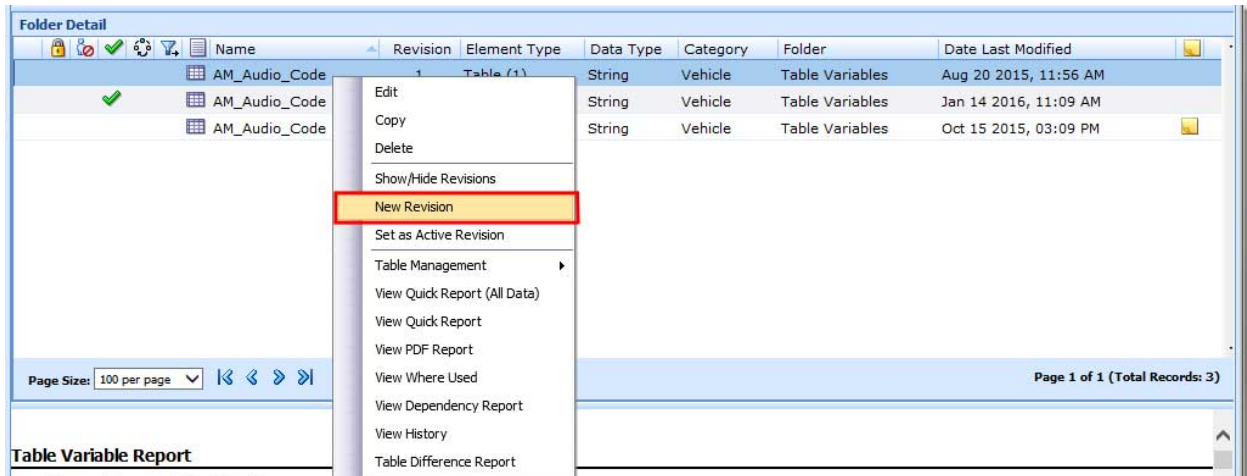 Folder Detail
Name Revision Element Type Data Type Category Folder Date Last Modified
AM_Audio_Code 1 Table (1) String Vehicle Table Variables Aug 20 2015, 11:56 AM
AM_Audio_Code String Vehicle Table Variables Jan 14 2016, 11:09 AM
AM_Audio_Code String Vehicle Table Variables Oct 15 2015, 03:09 PM
Edit
Copy
Delete
Show/Hide Revisions
New Revision
Set as Active Revision
Table Management
View Quick Report (All Data)
View Quick Report
View PDF Report
View Where Used
View Dependency Report
View History
Table Difference Report
Page Size: 100 per page Page 1 of 1 (Total Records: 3)
Table Variable Report